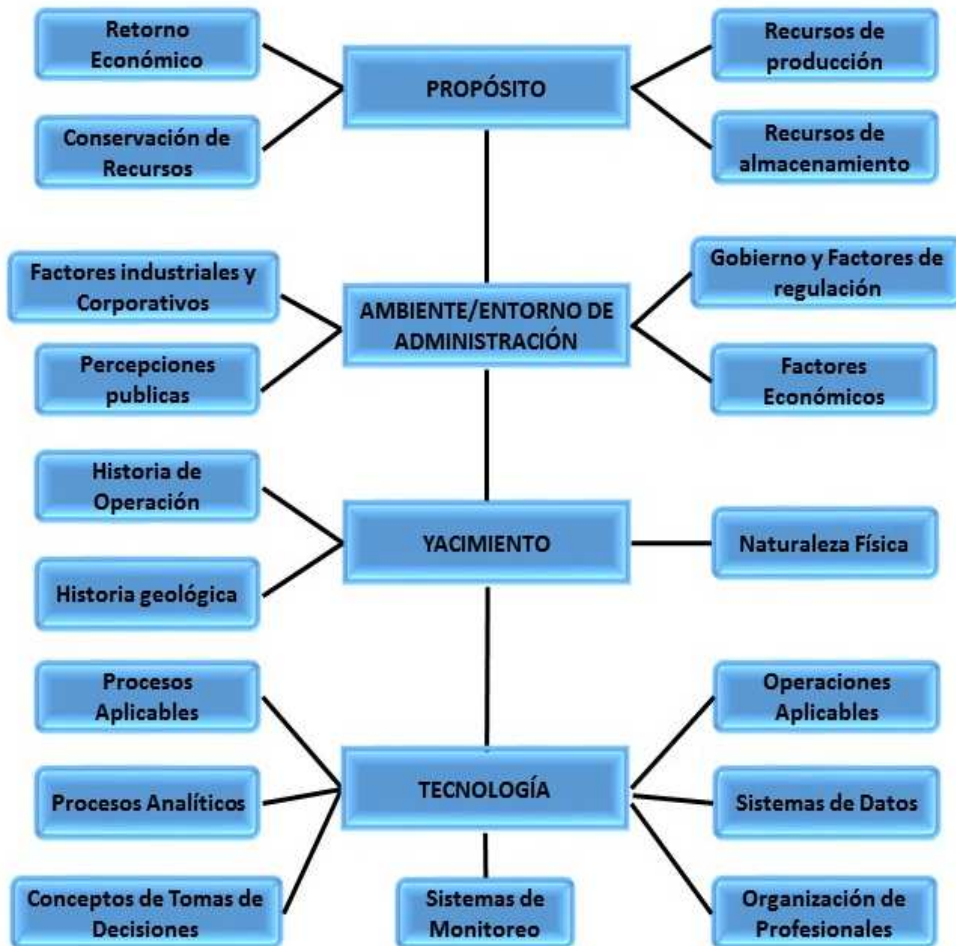 Retorno
Económico
PROPÓSITO
Recursos de
producción
Conservación de
Recursos
Recursos de
almacenamiento
Factores industriales y
Corporativos
AMBIENTE/ENTORNO DE
ADMINISTRACIÓN
Gobierno y Factores de
regulación
Percepciones
publicas
Factores
Económicos
Historia de
Operación
YACIMIENTO
Naturaleza Física
Historia geológica
Procesos
Aplicables
TECNOLOGÍA
Operaciones
Aplicables
Procesos Analíticos
Sistemas de Datos
Conceptos de Tomas de
Decisiones
Sistemas de
Monitoreo
Organización de
Profesionales